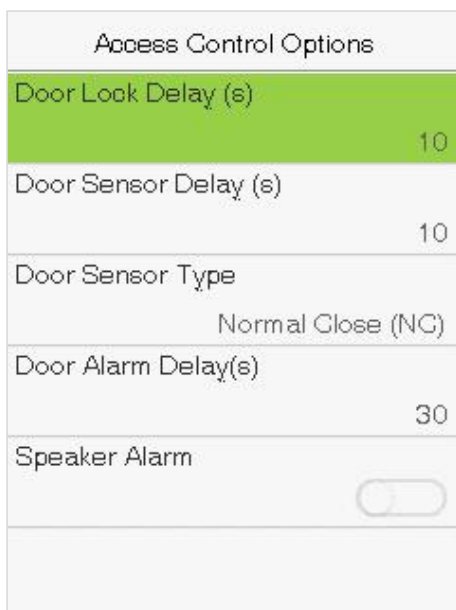 Access Control Options
Door Lock Delay (s)
10
Door Sensor Delay (s)
10
Door Sensor Type
Normal Close (NC)
Door Alarm Delay(s)
30
Speaker Alarm